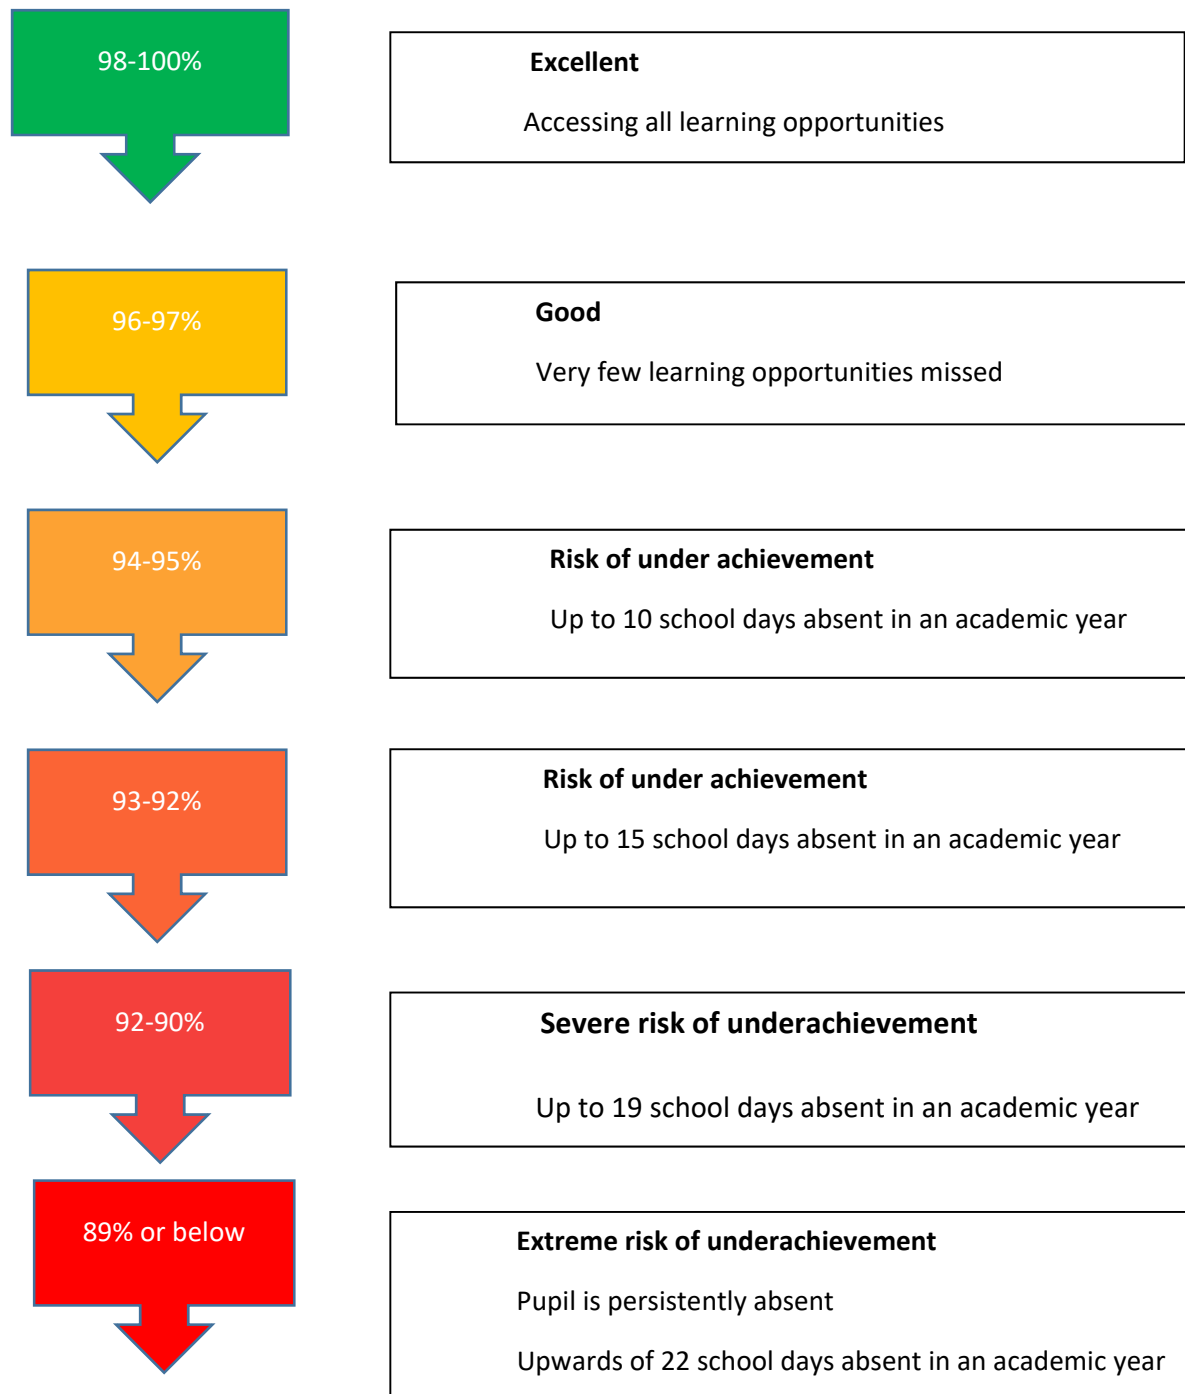 98-100%
Excellent
Accessing all learning opportunities
96-97%
Good
Very few learning opportunities missed
94-95%
Risk of under achievement
Up to 10 school days absent in an academic year
93-92%
Risk of under achievement
Up to 15 school days absent in an academic year
92-90%
Severe risk of underachievement
Up to 19 school days absent in an academic year
89% or below
Extreme risk of underachievement
Pupil is persistently absent
Upwards of 22 school days absent in an academic year